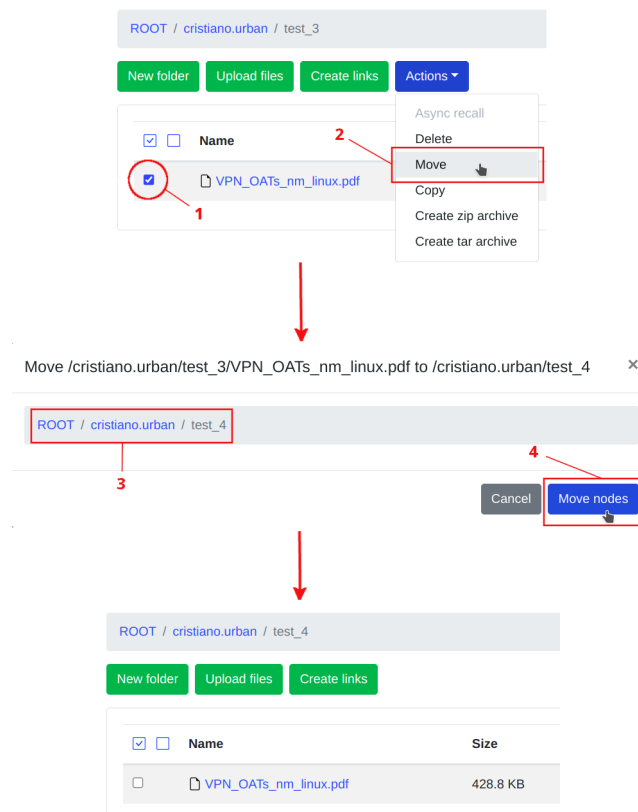 ROOT / cristiano.urban / test_3
New folder Upload files Create links Actions
Async recall
Name 2 Delete
Move
VPN_OATs_nm_linux.pdf
Copy
1 Create zip archive
Create tar archive
Move /cristiano.urban/test_3/VPN_OATs_nm_linux.pdf to /cristiano.urban/test_4 ×
ROOT / cristiano.urban / test_4
4
3
Cancel Move nodes
ROOT / cristiano.urban / test_4
New folder Upload files Create links
Name Size
VPN_OATs_nm_linux.pdf 428.8 KB